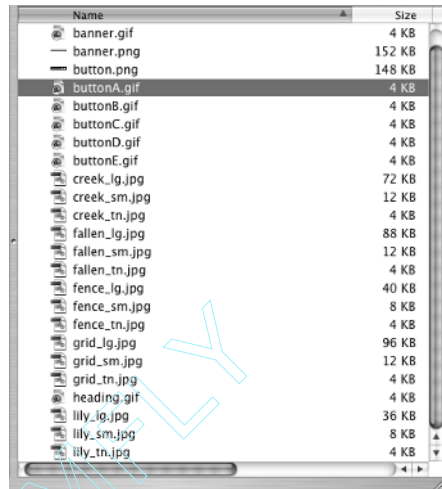 Name Size
banner.gif 4 KB
banner.png 152 KB
button.png 148 KB
buttonA.gif 4 KB
buttonB.gif 4 KB
buttonC.gif 4 KB
buttonD.gif 4 KB
buttonE.gif 4 KB
creek_lg.jpg 72 KB
creek_sm.jpg 12 KB
creek_tn.jpg 4 KB
fallen_lg.jpg 88 KB
fallen_sm.jpg 12 KB
fallen_tn.jpg 4 KB
fence_lg.jpg 40 KB
fence_sm.jpg 8 KB
fence_tn.jpg 4 KB
grid_lg.jpg 96 KB
grid_sm.jpg 12 KB
grid_tn.jpg 4 KB
heading.gif 4 KB
lily_lg.jpg 36 KB
lily_sm.jpg 8 KB
lily_tn.jpg 4 KB